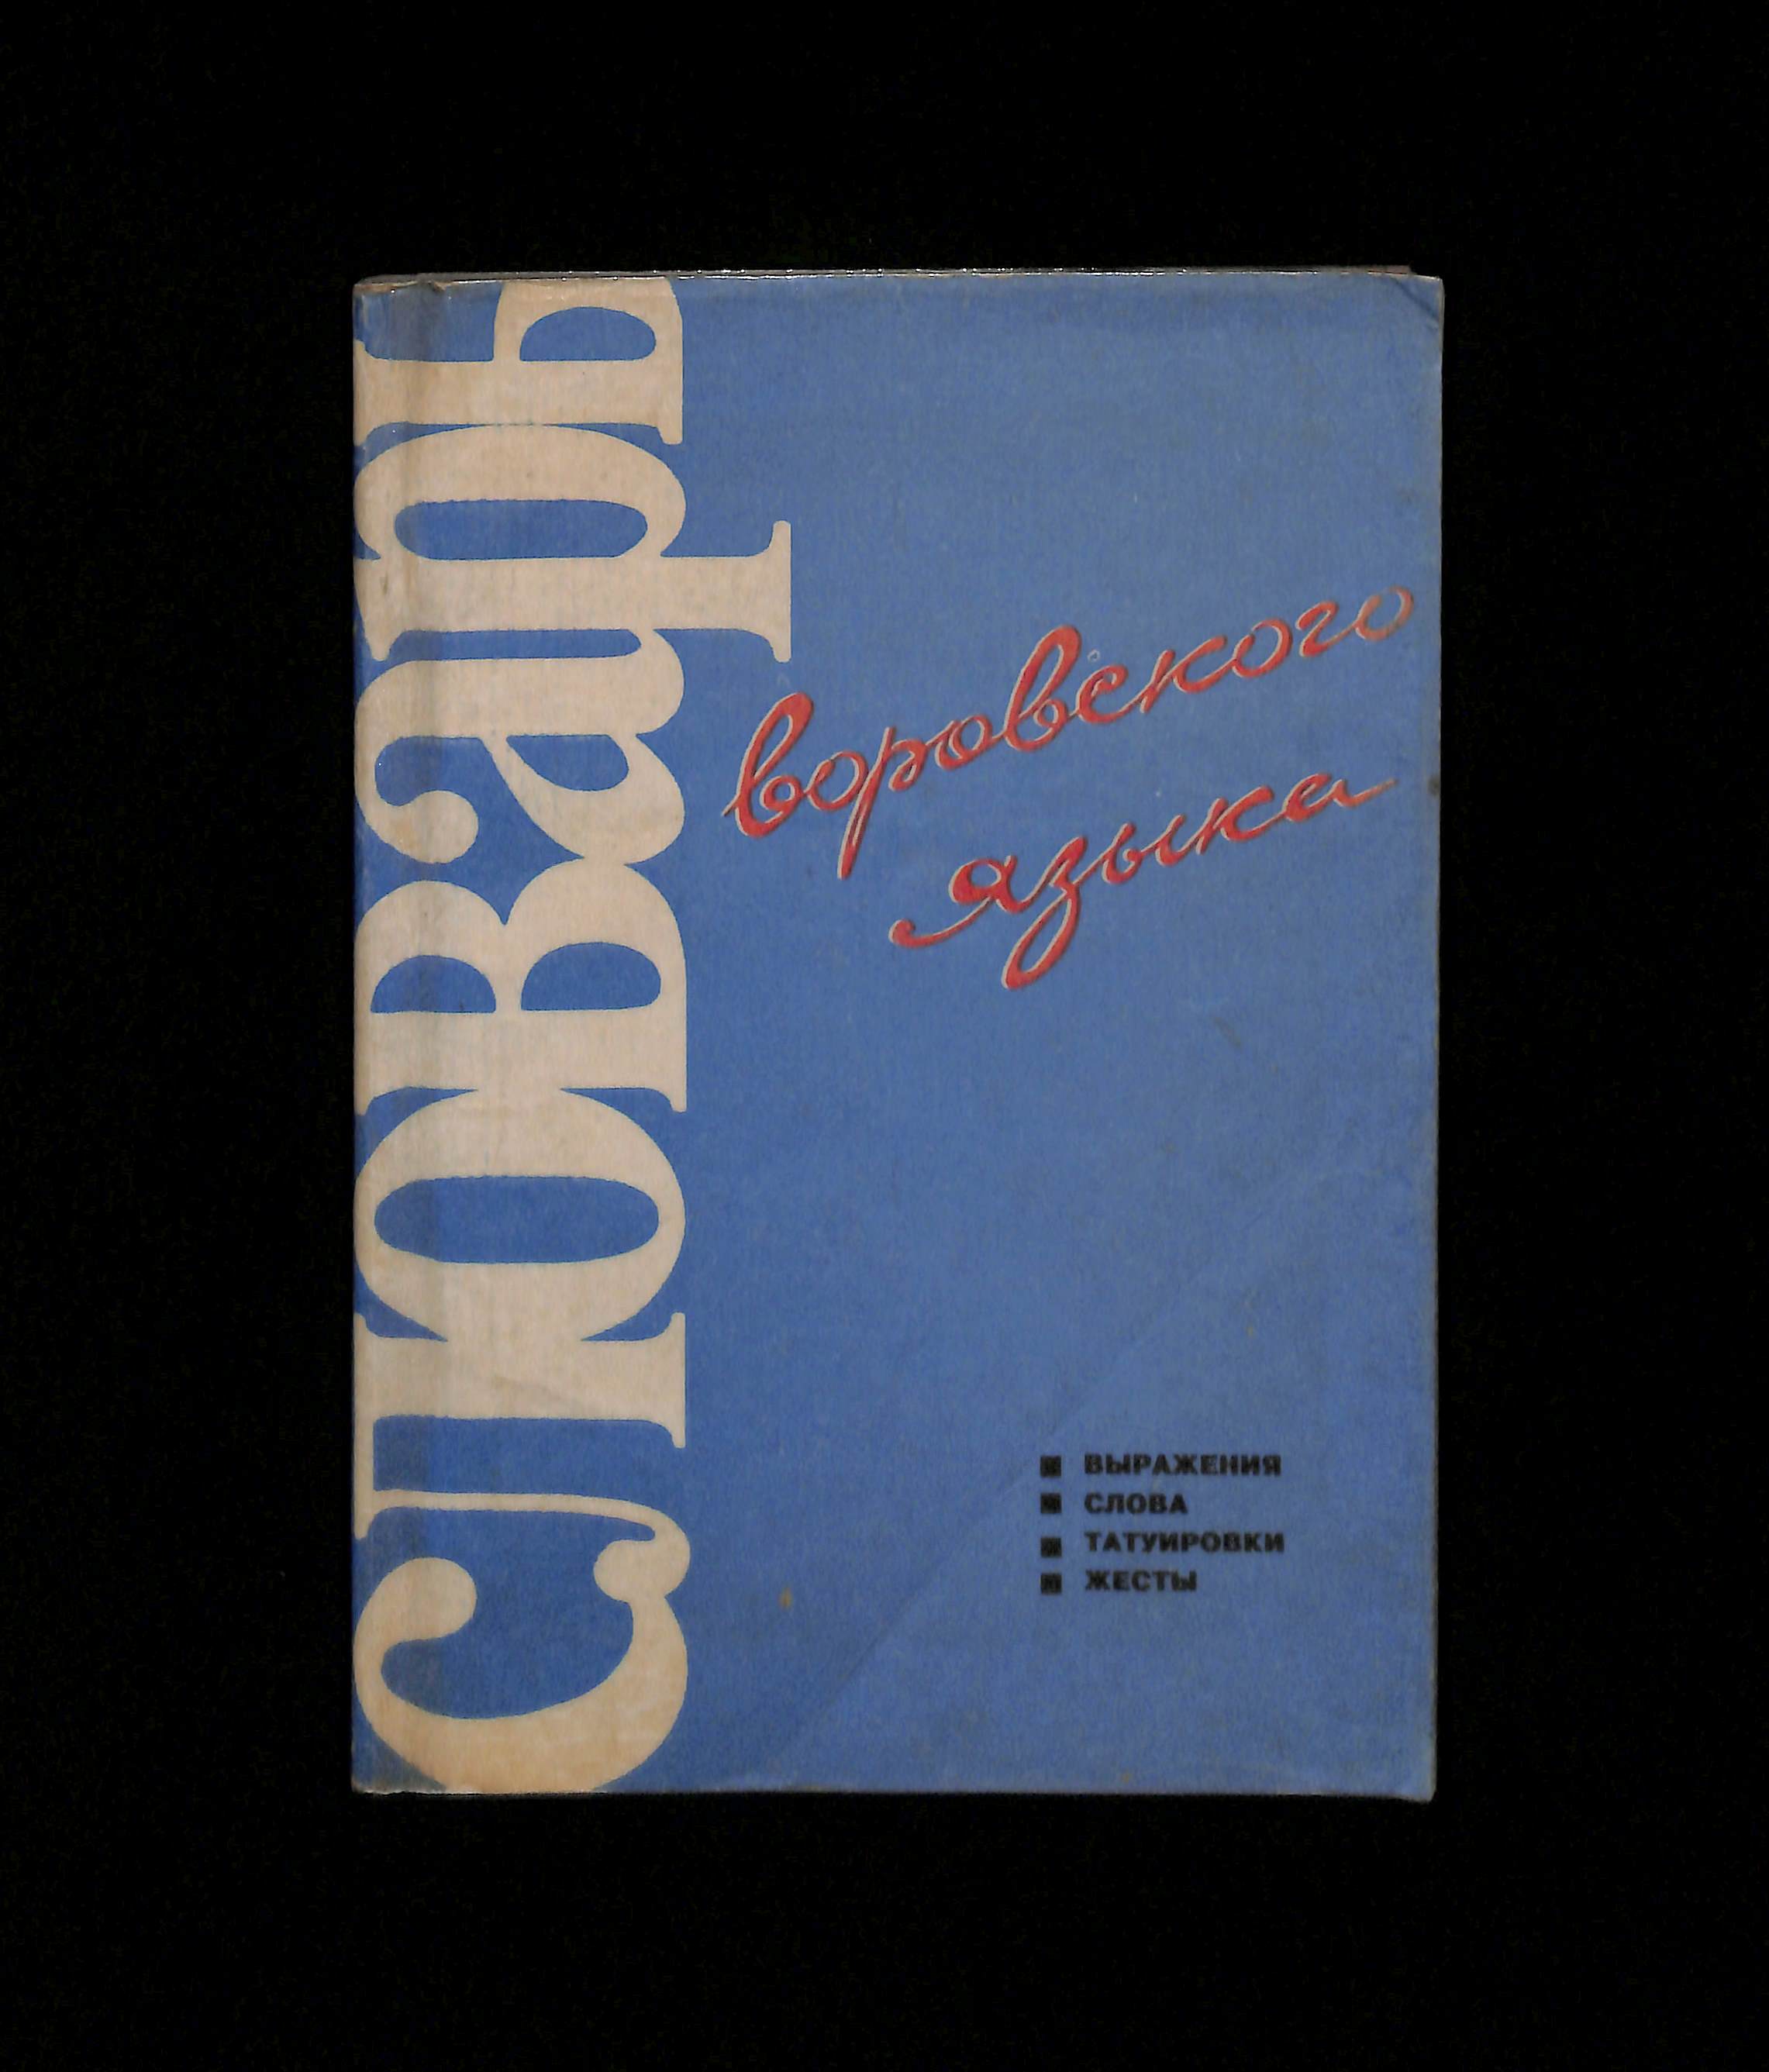 словарь
воровского
языка
ВЫРАЖЕНИЯ
СЛОВА
ТАТУИРОВКИ
ЖЕСТЫ